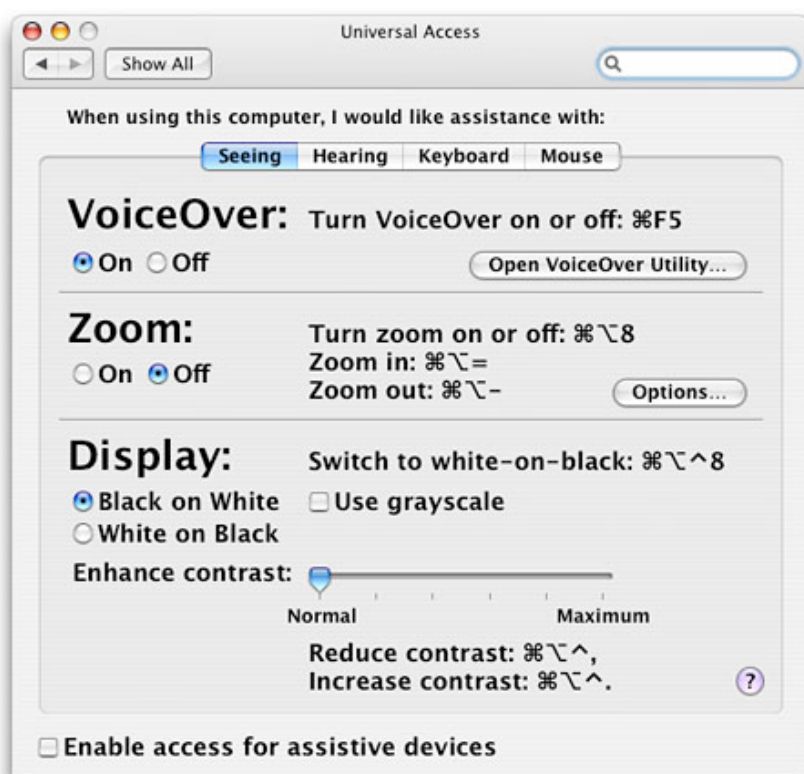 Universal Access
Show All
When using this computer, I would like assistance with:
Seeing Hearing Keyboard Mouse
VoiceOver: Turn VoiceOver on or off: ⌘F5
On Off Open VoiceOver Utility...
Zoom: Turn zoom on or off: ⌘⌥8
On Off Zoom in: ⌘⌥=
Zoom out: ⌘⌥- Options...
Display: Switch to white-on-black: ⌘⌥^8
Black on White Use grayscale
White on Black
Enhance contrast:
Normal Maximum
Reduce contrast: ⌘⌥^,
Increase contrast: ⌘⌥^. ?
Enable access for assistive devices